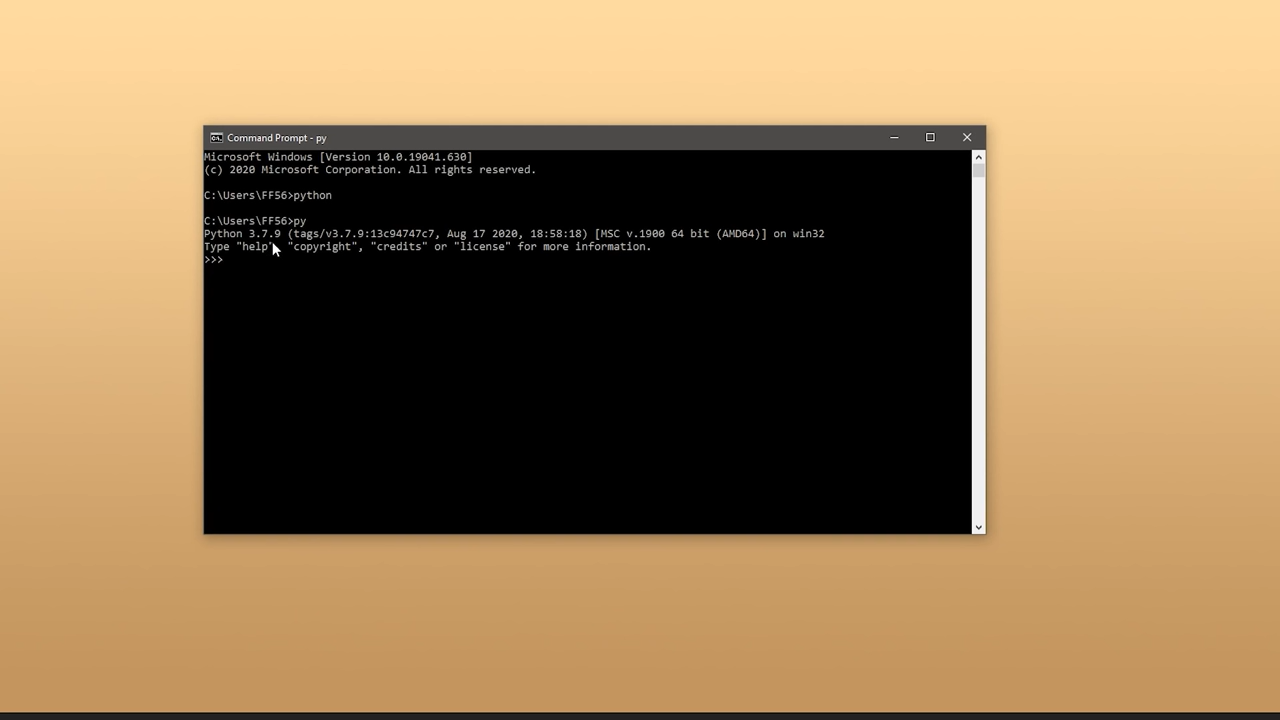 Command Prompt - py
Microsoft Windows [Version 10.0.19041.630]
(c) 2020 Microsoft Corporation. All rights reserved.
C:\Users\FF56>python
C:\Users\FF56>py
Python 3.7.9 (tags/v3.7.9:13c94747c7, Aug 17 2020, 18:58:18) [MSC v.1900 64 bit (AMD64)] on win32
Type "help", "copyright", "credits" or "license" for more information.
>>>